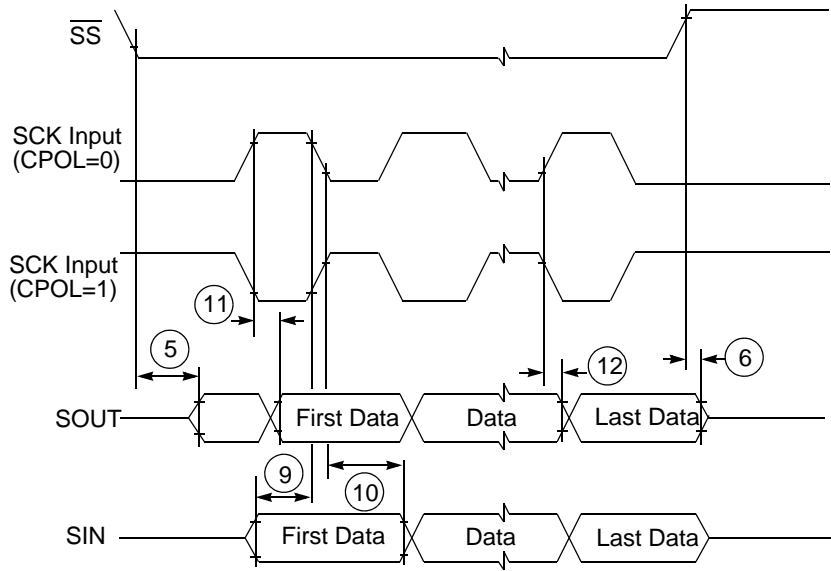 S̅S̅
SCK Input
(CPOL=0)
SCK Input
(CPOL=1)
11
5
12
6
SOUT
First Data
Data
Last Data
9
10
SIN
First Data
Data
Last Data